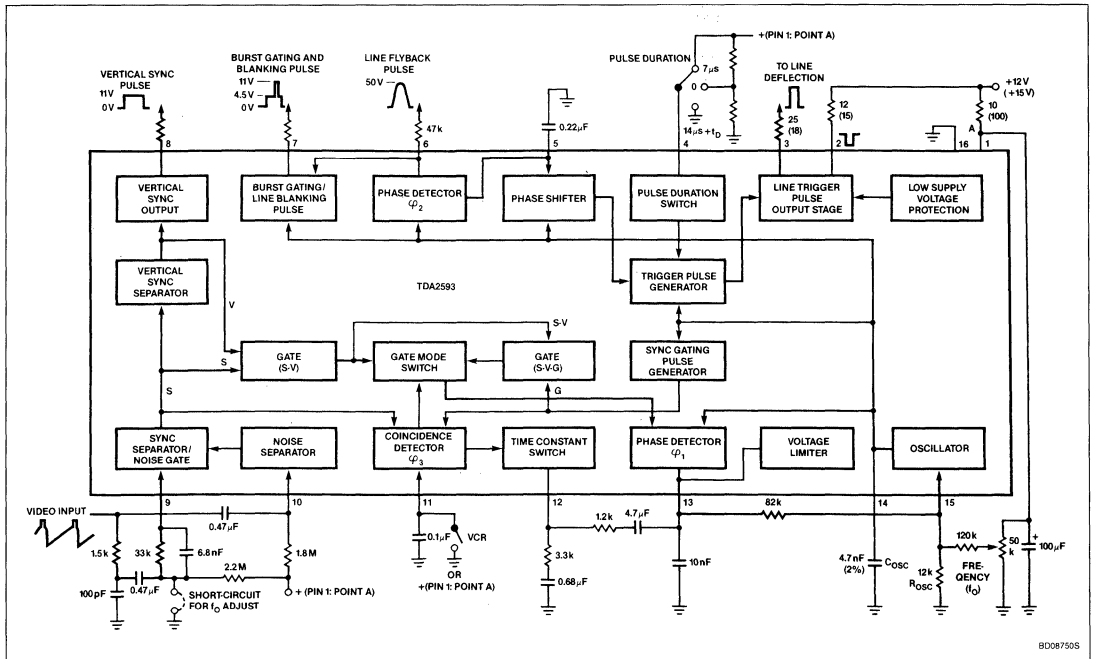 VERTICAL SYNC
PULSE
11V
0V
BURST GATING AND
BLANKING PULSE
11V
4.5V
0V
LINE FLYBACK
PULSE
50V
47k
0.22μF
PULSE DURATION
7μs
0
14μs+tD
+(PIN 1: POINT A)
TO LINE
DEFLECTION
25
(18)
12
(15)
+12V
(+15V)
10
(100)
A
8
7
6
5
4
3
2
16
1
VERTICAL
SYNC
OUTPUT
BURST GATING/
LINE BLANKING
PULSE
PHASE DETECTOR
φ2
PHASE SHIFTER
PULSE DURATION
SWITCH
LINE TRIGGER
PULSE
OUTPUT STAGE
LOW SUPPLY
VOLTAGE
PROTECTION
VERTICAL
SYNC
SEPARATOR
V
TDA2593
TRIGGER PULSE
GENERATOR
S-V
S
GATE
(S-V)
GATE MODE
SWITCH
GATE
(S-V-G)
SYNC GATING
PULSE
GENERATOR
S
G
SYNC
SEPARATOR/
NOISE GATE
NOISE
SEPARATOR
COINCIDENCE
DETECTOR
φ3
TIME CONSTANT
SWITCH
PHASE DETECTOR
φ1
VOLTAGE
LIMITER
OSCILLATOR
9
10
11
12
13
14
15
VIDEO INPUT
0.47μF
1.5k
33k
6.8nF
1.8M
2.2M
0.47μF
100pF
SHORT-CIRCUIT
FOR fO ADJUST
+ (PIN 1: POINT A)
0.1μF
VCR
OR
+(PIN 1: POINT A)
1.2k
4.7μF
3.3k
0.68μF
82k
10nF
4.7nF
(2%)
COSC
120k
12k
ROSC
FRE-
QENCY
(fO)
50
k
+
100μF
BD08750S